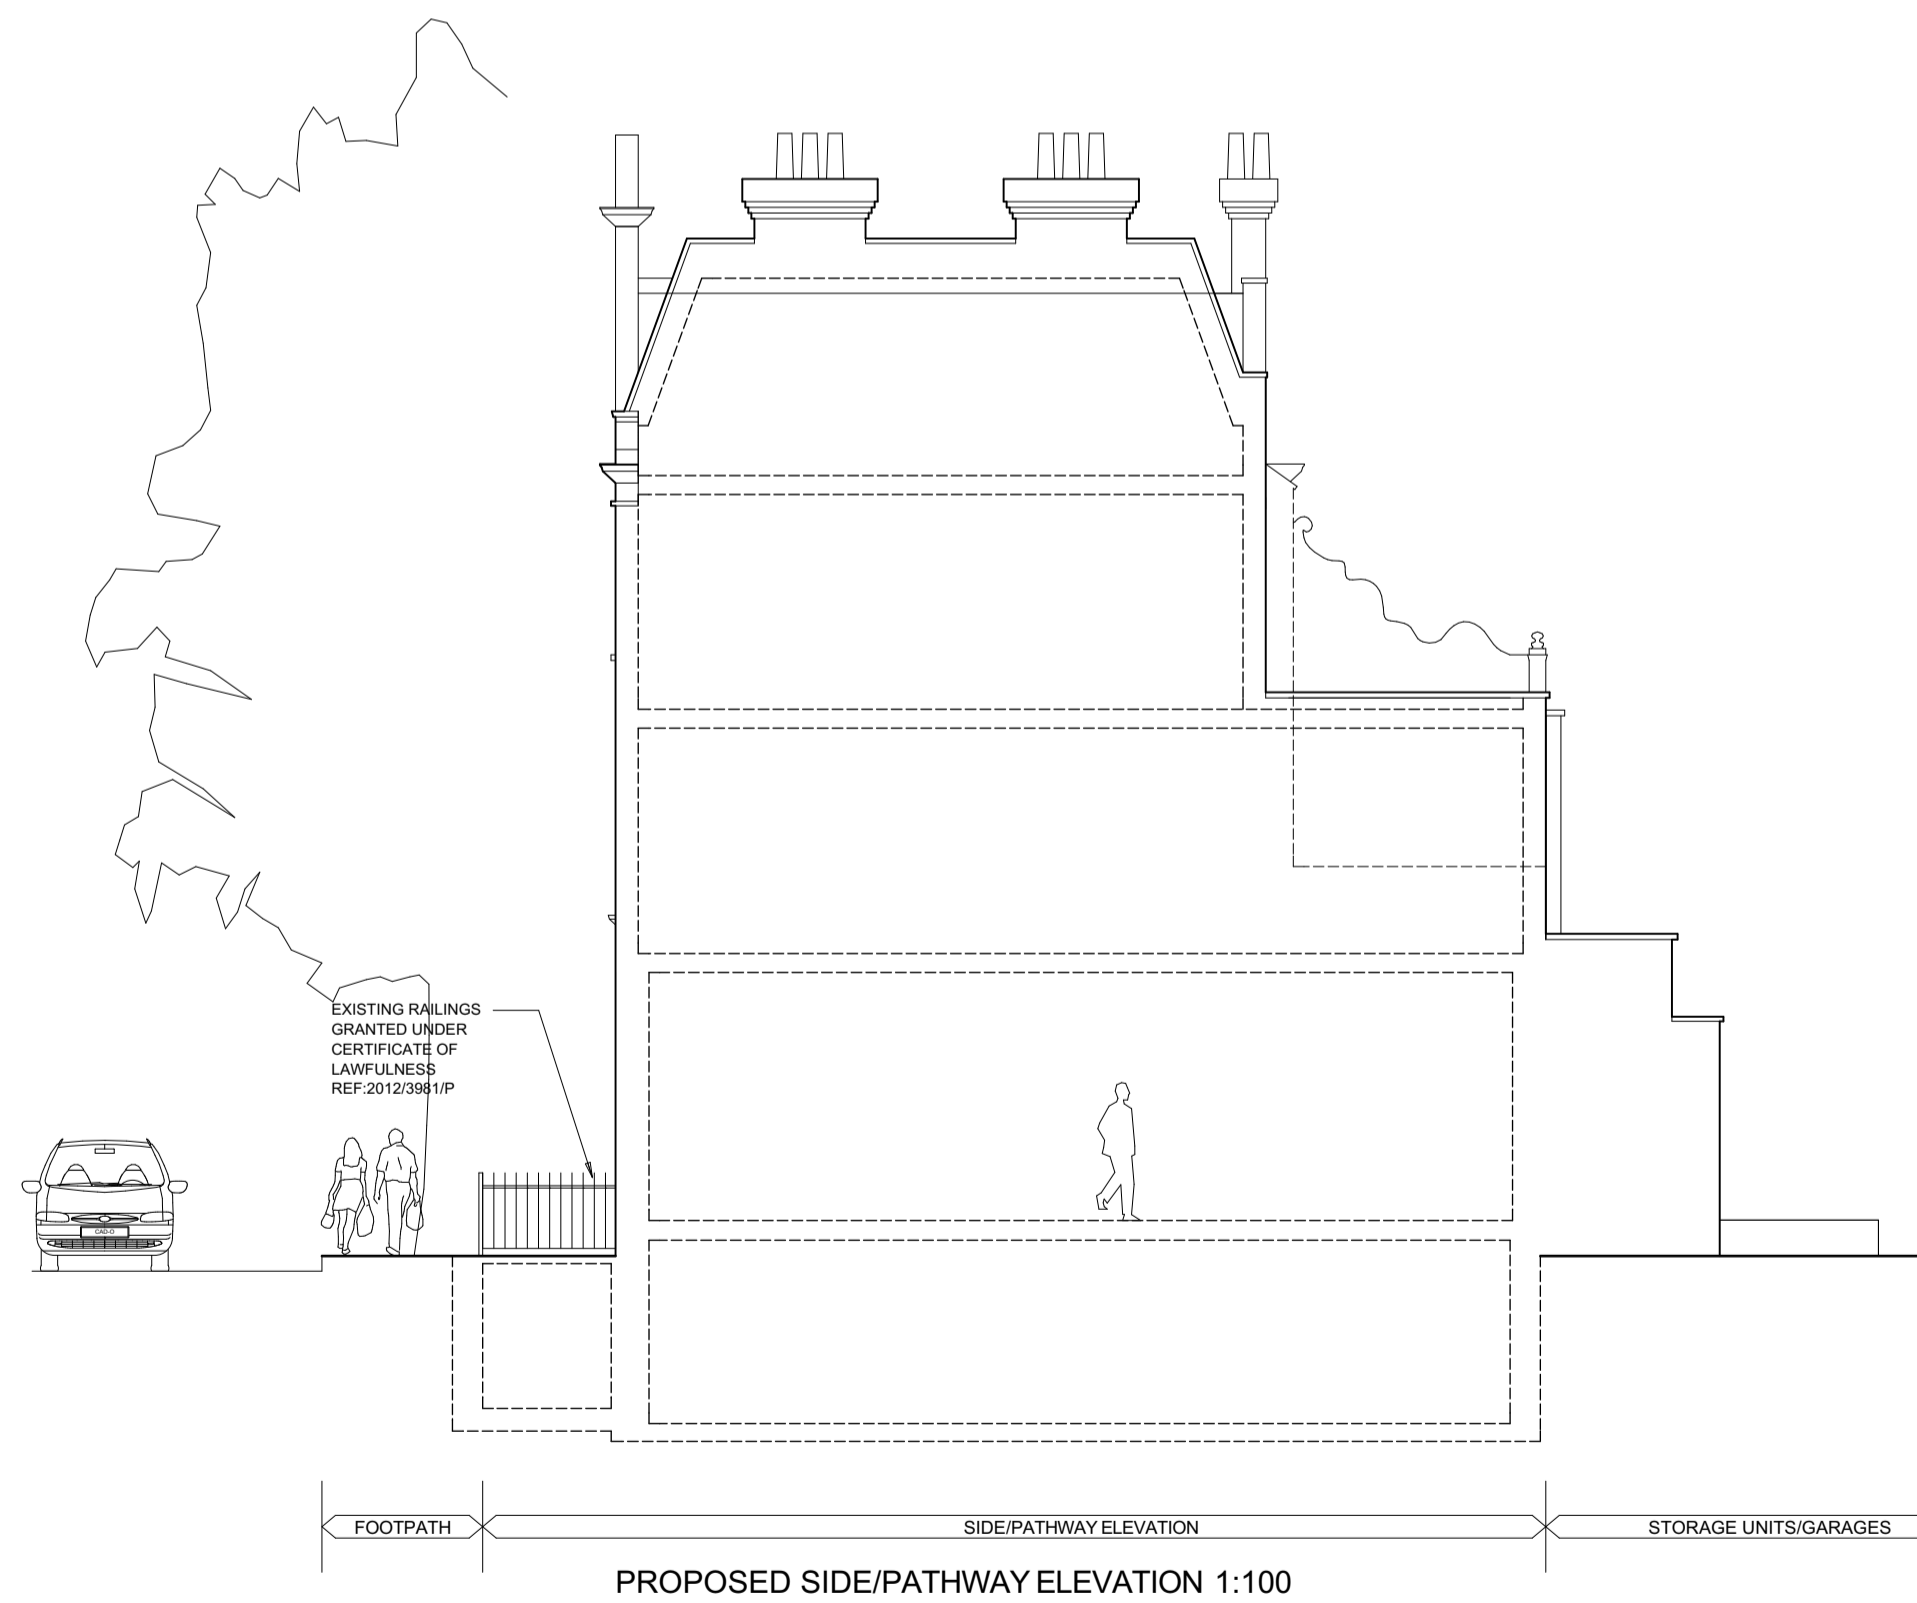 EXISTING RAILINGS
GRANTED UNDER
CERTIFICATE OF
LAWFULNESS
REF:2012/3981/P
CAD-O
FOOTPATH
SIDE/PATHWAY ELEVATION
STORAGE UNITS/GARAGES
PROPOSED SIDE/PATHWAY ELEVATION 1:100